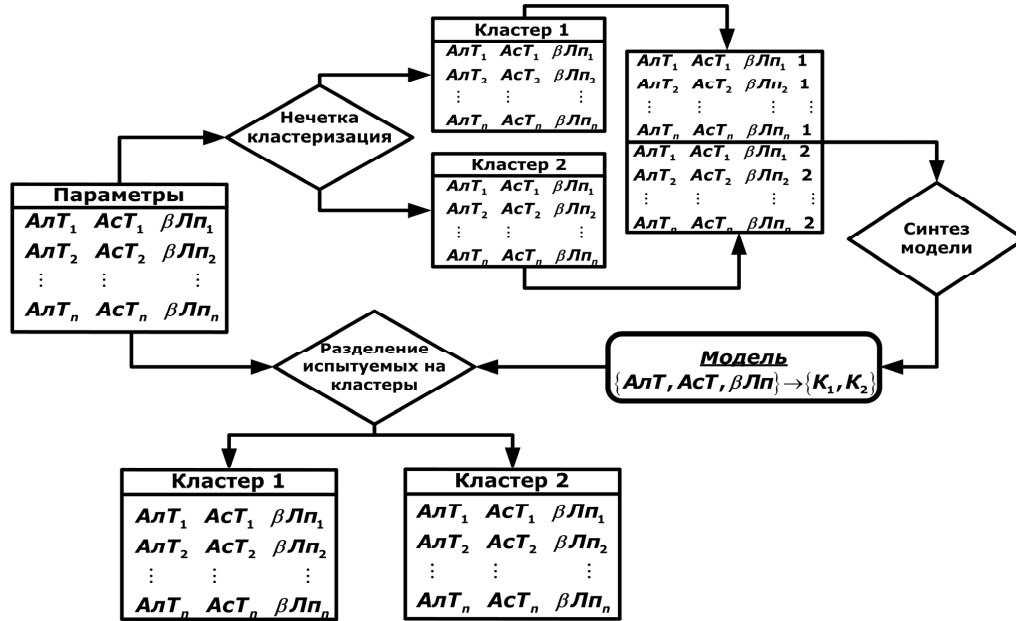 Кластер 1
АлТ₁ АсТ₁ βЛп₁
АлТ₂ АсТ₂ βЛп₂
⋮ ⋮ ⋮
АлТₙ АсТₙ βЛпₙ
АлТ₁ АсТ₁ βЛп₁ 1
АлТ₂ АсТ₂ βЛп₂ 1
⋮ ⋮ ⋮ ⋮
АлТₙ АсТₙ βЛпₙ 1
АлТ₁ АсТ₁ βЛп₁ 2
АлТ₂ АсТ₂ βЛп₂ 2
⋮ ⋮ ⋮ ⋮
АлТₙ АсТₙ βЛпₙ 2
Нечетка
кластеризация
Кластер 2
АлТ₁ АсТ₁ βЛп₁
АлТ₂ АсТ₂ βЛп₂
⋮ ⋮ ⋮
АлТₙ АсТₙ βЛпₙ
Параметры
АлТ₁ АсТ₁ βЛп₁
АлТ₂ АсТ₂ βЛп₂
⋮ ⋮ ⋮
АлТₙ АсТₙ βЛпₙ
Синтез
модели
Разделение
испытуемых на
кластеры
Модель
{АлТ, АсТ, βЛп}→{К₁, К₂}
Кластер 1
АлТ₁ АсТ₁ βЛп₁
АлТ₂ АсТ₂ βЛп₂
⋮ ⋮ ⋮
АлТₙ АсТₙ βЛпₙ
Кластер 2
АлТ₁ АсТ₁ βЛп₁
АлТ₂ АсТ₂ βЛп₂
⋮ ⋮ ⋮
АлТₙ АсТₙ βЛпₙ